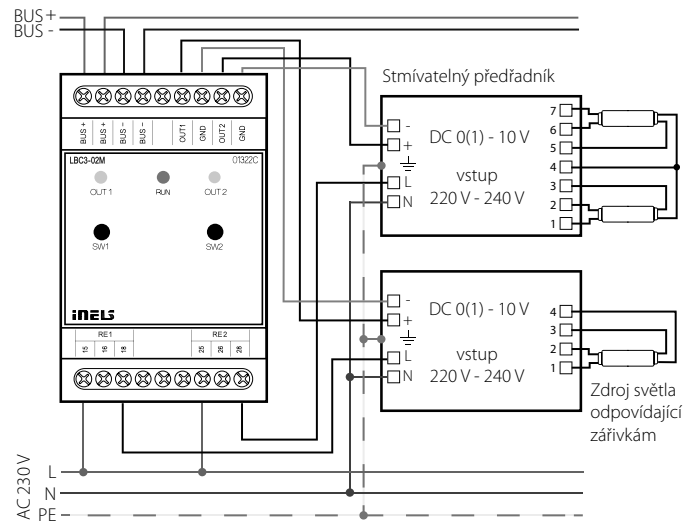 BUS +
BUS -
BUS +
BUS +
BUS -
BUS -
OUT1
GND
OUT2
GND
LBC3-02M
01322C
OUT 1
RUN
OUT 2
SW1
SW2
iNELS
RE1
RE2
15
16
18
25
26
28
Stmívatelný předřadník
-
+
L
N
DC 0(1) - 10 V
vstup
220 V - 240 V
7
6
5
4
3
2
1
-
+
L
N
DC 0(1) - 10 V
vstup
220 V - 240 V
4
3
2
1
Zdroj světla
odpovídající
zářivkám
AC 230 V
L
N
PE